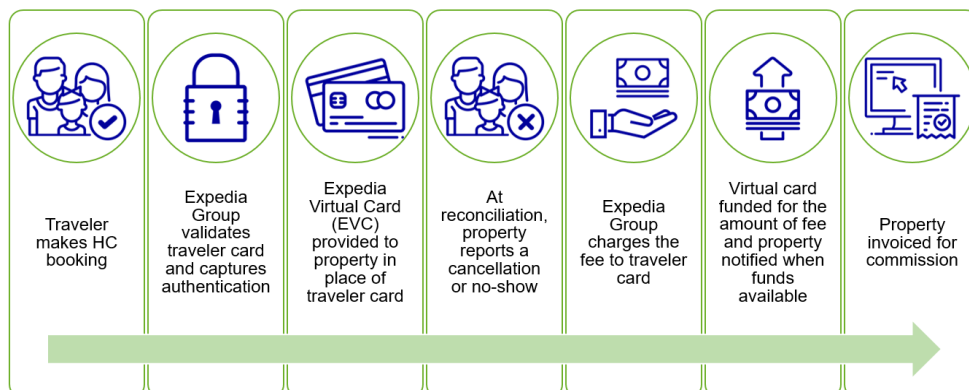 Traveler
makes HC
booking
Expedia
Group
validates
traveler card
and captures
authentication
Expedia
Virtual Card
(EVC)
provided to
property in
place of
traveler card
At
reconciliation,
property
reports a
cancellation
or no-show
Expedia
Group
charges the
fee to traveler
card
Virtual card
funded for the
amount of fee
and property
notified when
funds
available
Property
invoiced for
commission